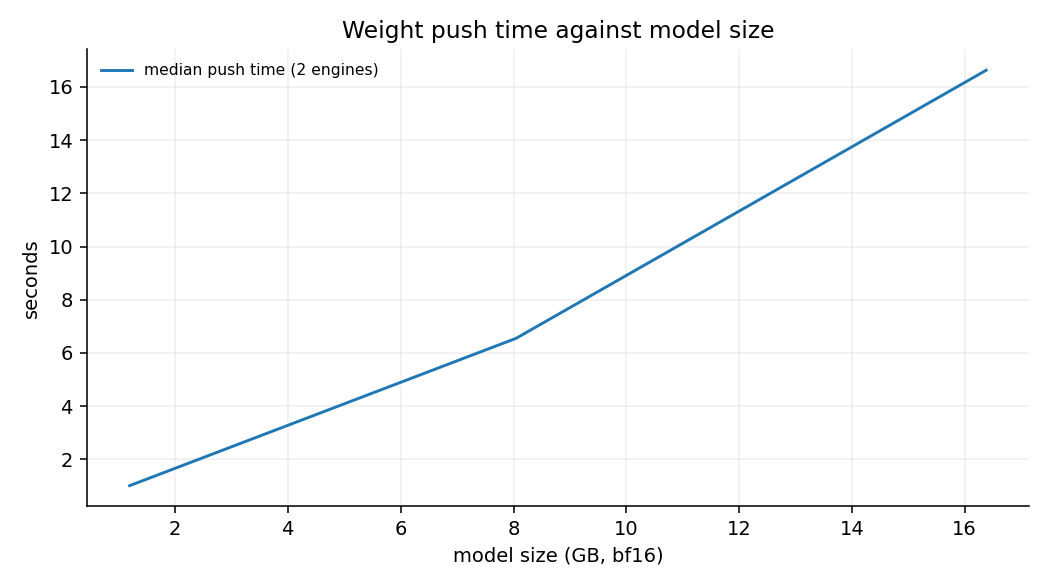 Weight push time against model size
median push time (2 engines)
16
14
12
10
8
6
4
2
seconds
2 4 6 8 10 12 14 16
model size (GB, bf16)